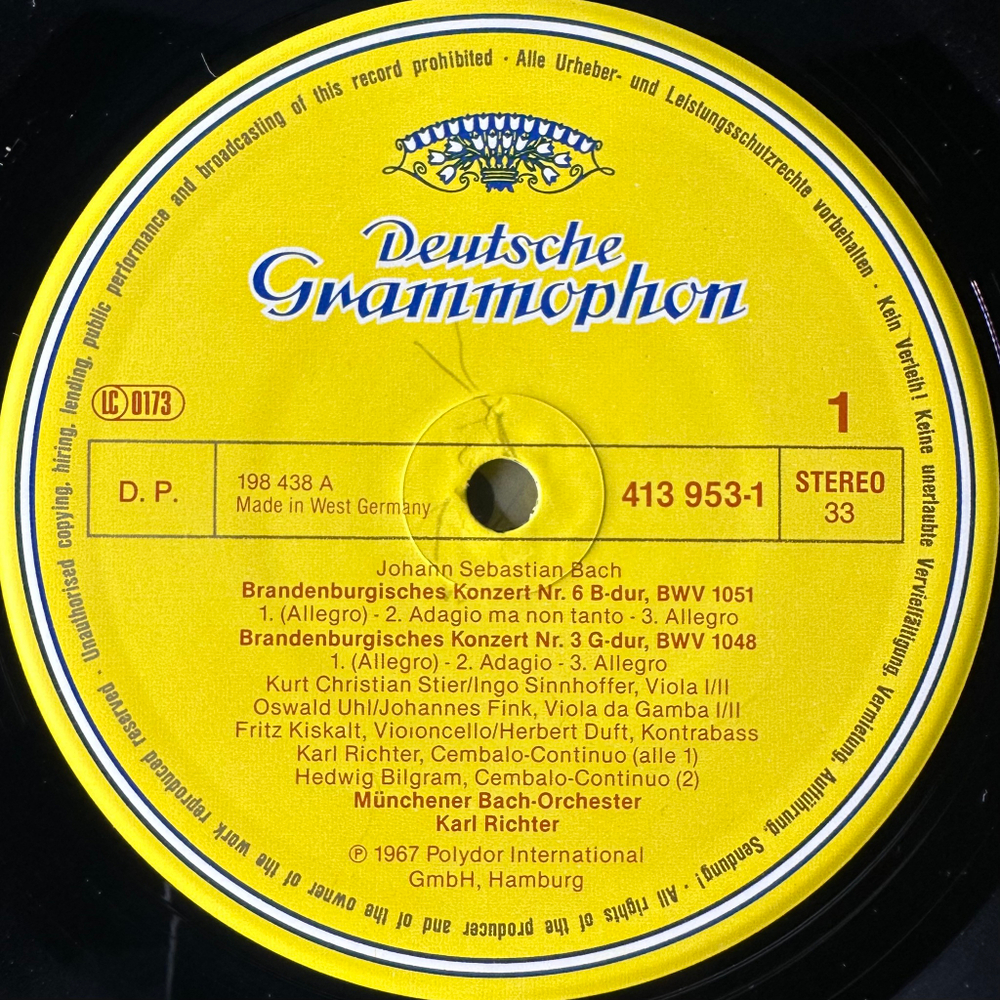 Unauthorised copying, hiring, lending, public performance and broadcasting of this record prohibited · Alle Urheber- und Leistungsschutzrechte vorbehalten · Kein Verleih! Keine unerlaubte Vervielfältigung, Vermietung, Aufführung, Sendung! · All rights of the producer and of the owner of the work reproduced reserved ·
Deutsche
Grammophon
LC 0173
1
D. P.
198 438 A
Made in West Germany
413 953-1
STEREO
33
Johann Sebastian Bach
Brandenburgisches Konzert Nr. 6 B-dur, BWV 1051
1. (Allegro) - 2. Adagio ma non tanto - 3. Allegro
Brandenburgisches Konzert Nr. 3 G-dur, BWV 1048
1. (Allegro) - 2. Adagio - 3. Allegro
Kurt Christian Stier/Ingo Sinnhoffer, Viola I/II
Oswald Uhl/Johannes Fink, Viola da Gamba I/II
Fritz Kiskalt, Violoncello/Herbert Duft, Kontrabass
Karl Richter, Cembalo-Continuo (alle 1)
Hedwig Bilgram, Cembalo-Continuo (2)
Münchener Bach-Orchester
Karl Richter
℗ 1967 Polydor International
GmbH, Hamburg